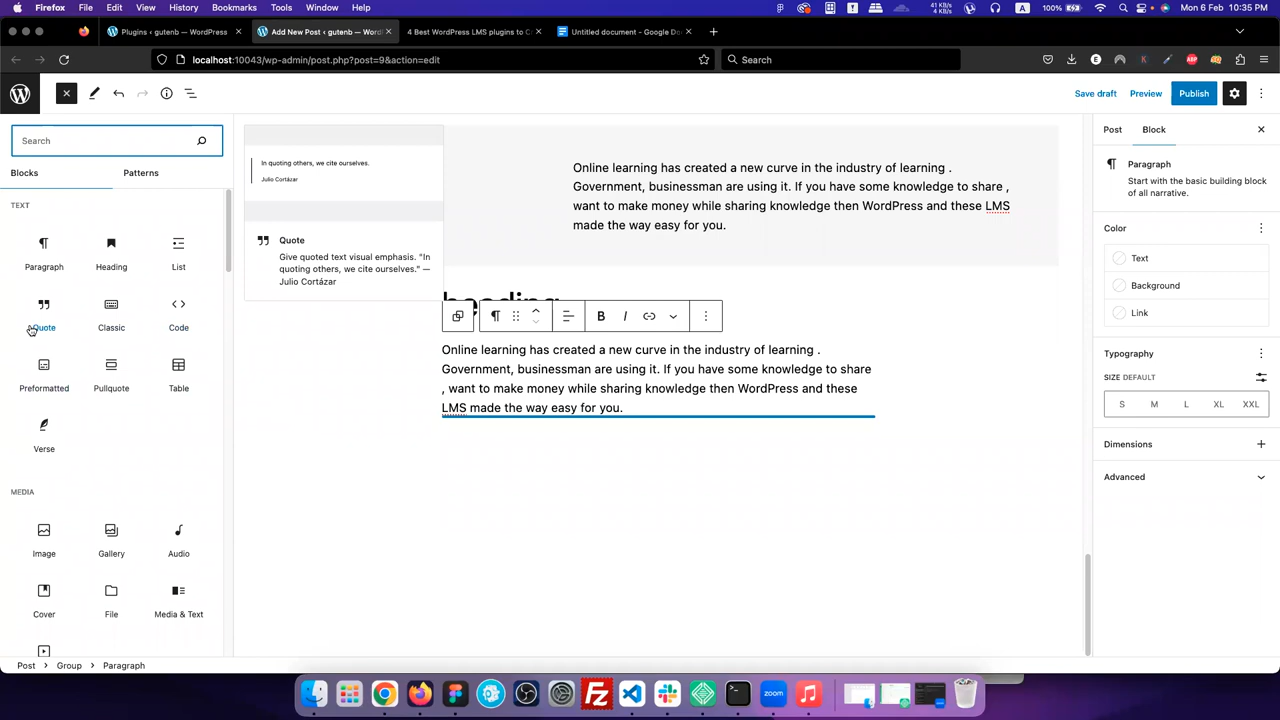 Firefox File Edit View History Bookmarks Tools Window Help
41 KB/s
100%
Mon 6 Feb 10:35 PM
Plugins ‹ gutenb — WordPress
Add New Post ‹ gutenb — Word
4 Best WordPress LMS plugins to C
Untitled document - Google Do
localhost:10043/wp-admin/post.php?post=9&action=edit
Search
Save draft Preview Publish
Search
Blocks Patterns
TEXT
Paragraph Heading List
Quote Classic Code
Preformatted Pullquote Table
Verse
MEDIA
Image Gallery Audio
Cover File Media & Text
In quoting others, we cite ourselves.
Julio Cortázar
Quote
Give quoted text visual emphasis. "In
quoting others, we cite ourselves." —
Julio Cortázar
Online learning has created a new curve in the industry of learning .
Government, businessman are using it. If you have some knowledge to share ,
want to make money while sharing knowledge then WordPress and these LMS
made the way easy for you.
heading
B I
Online learning has created a new curve in the industry of learning .
Government, businessman are using it. If you have some knowledge to share
, want to make money while sharing knowledge then WordPress and these
LMS made the way easy for you.
Post Block
Paragraph
Start with the basic building block
of all narrative.
Color
Text
Background
Link
Typography
SIZE DEFAULT
S M L XL XXL
Dimensions
Advanced
Post Group Paragraph
zoom